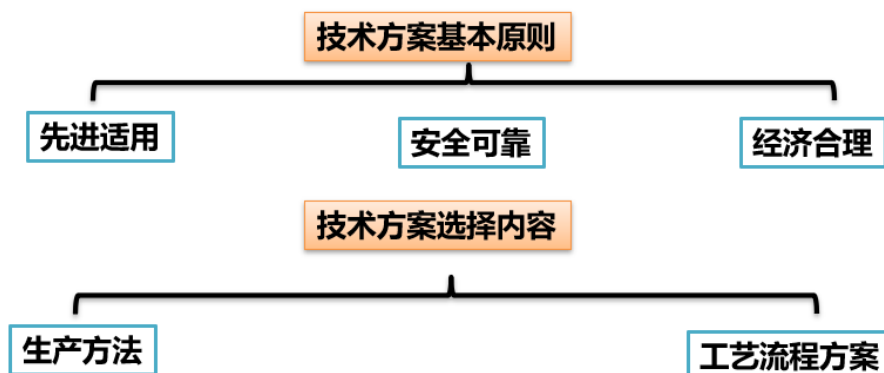 技术方案基本原则
先进适用
安全可靠
经济合理
技术方案选择内容
生产方法
工艺流程方案